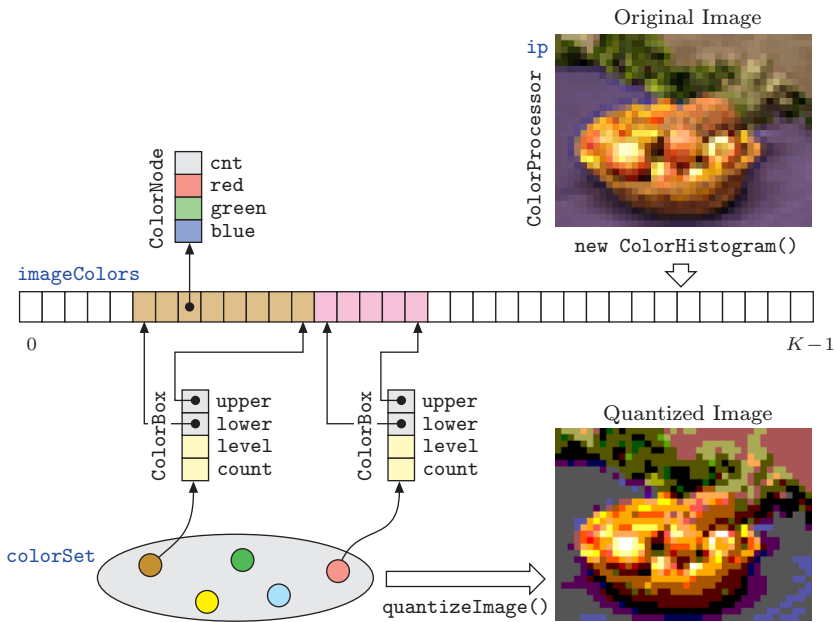 Original Image
ip
ColorProcessor
new ColorHistogram()
ColorNode
cnt
red
green
blue
imageColors
0
K−1
ColorBox
upper
lower
level
count
ColorBox
upper
lower
level
count
Quantized Image
colorSet
quantizeImage()